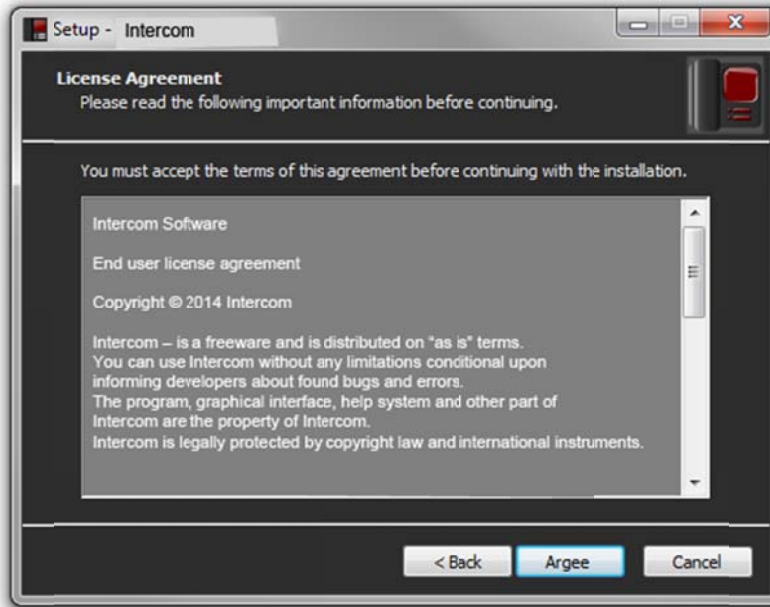 Setup - Intercom
License Agreement
Please read the following important information before continuing.
You must accept the terms of this agreement before continuing with the installation.
Intercom Software
End user license agreement
Copyright © 2014 Intercom
Intercom – is a freeware and is distributed on "as is" terms.
You can use Intercom without any limitations conditional upon
informing developers about found bugs and errors.
The program, graphical interface, help system and other part of
Intercom are the property of Intercom.
Intercom is legally protected by copyright law and international instruments.
< Back
Argee
Cancel